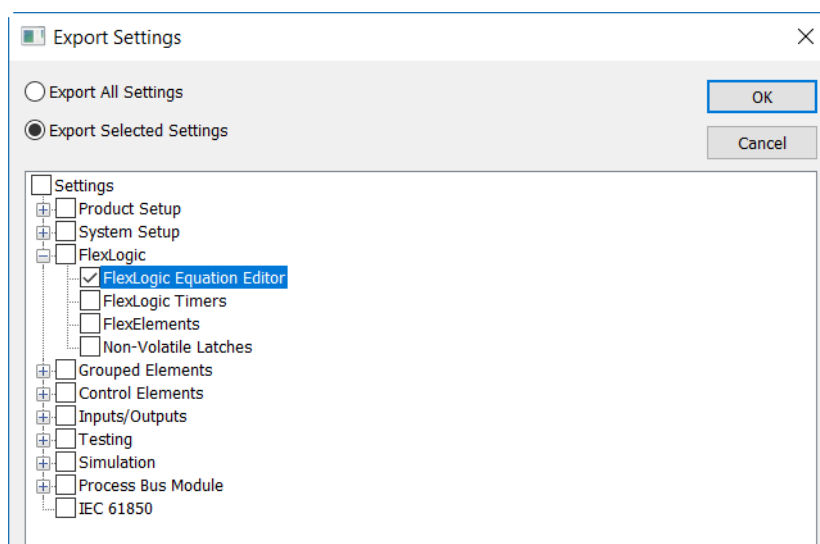 Export Settings
Export All Settings
OK
Export Selected Settings
Cancel
Settings
Product Setup
System Setup
FlexLogic
FlexLogic Equation Editor
FlexLogic Timers
FlexElements
Non-Volatile Latches
Grouped Elements
Control Elements
Inputs/Outputs
Testing
Simulation
Process Bus Module
IEC 61850